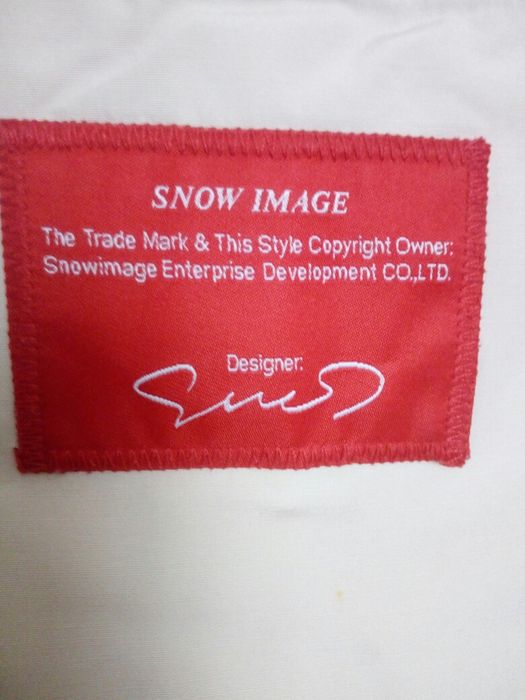 SNOW IMAGE
The Trade Mark & This Style Copyright Owner:
Snowimage Enterprise Development CO.,LTD.
Designer: